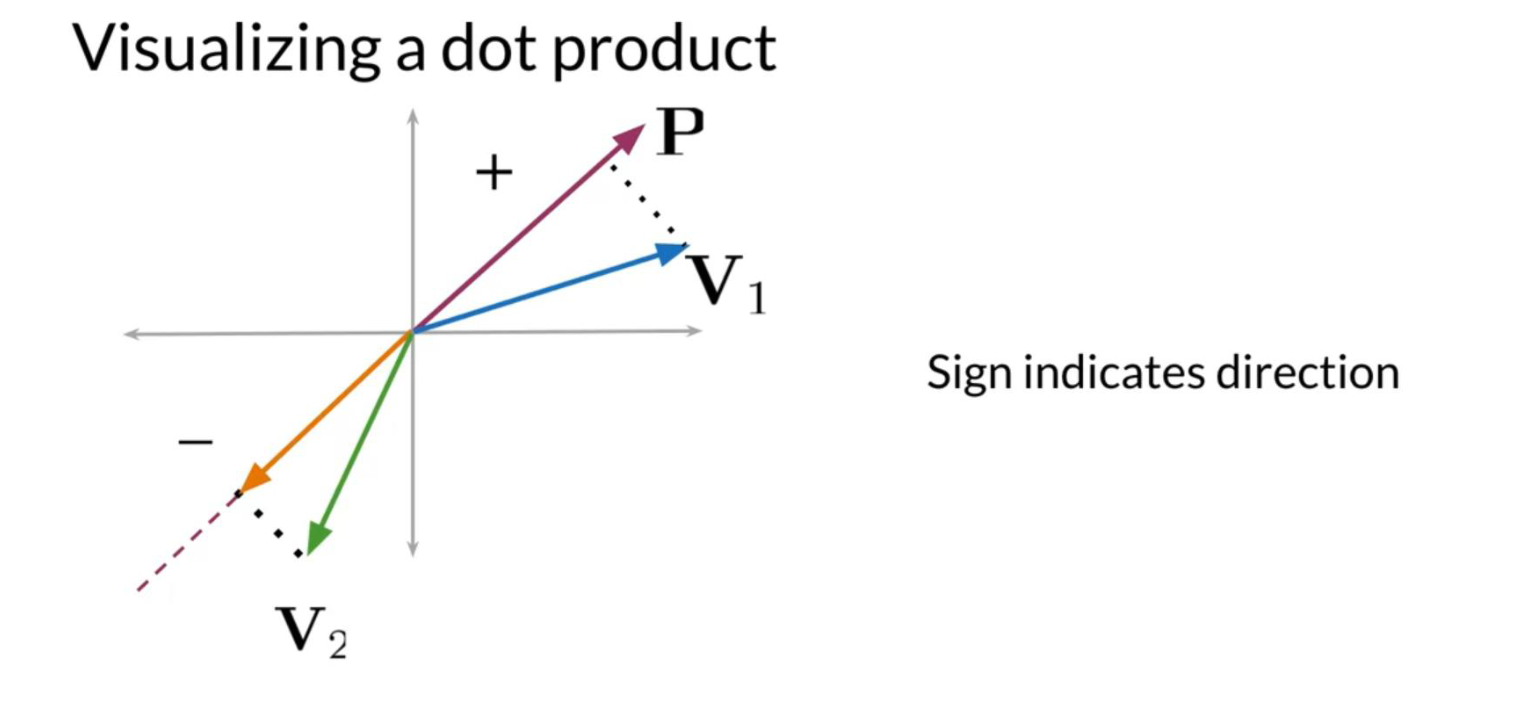 Visualizing a dot product
P
+
V₁
Sign indicates direction
−
V₂